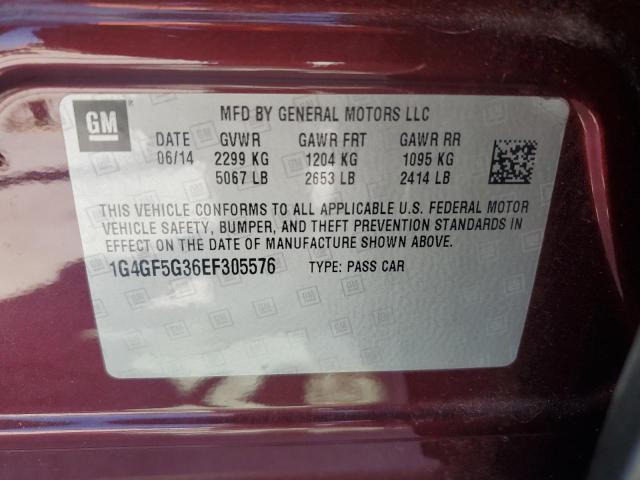 GM
MFD BY GENERAL MOTORS LLC
DATE GVWR GAWR FRT GAWR RR
06/14 2299 KG 1204 KG 1095 KG
5067 LB 2653 LB 2414 LB
THIS VEHICLE CONFORMS TO ALL APPLICABLE U.S. FEDERAL MOTOR
VEHICLE SAFETY, BUMPER, AND THEFT PREVENTION STANDARDS IN
EFFECT ON THE DATE OF MANUFACTURE SHOWN ABOVE.
1G4GF5G36EF305576 TYPE: PASS CAR